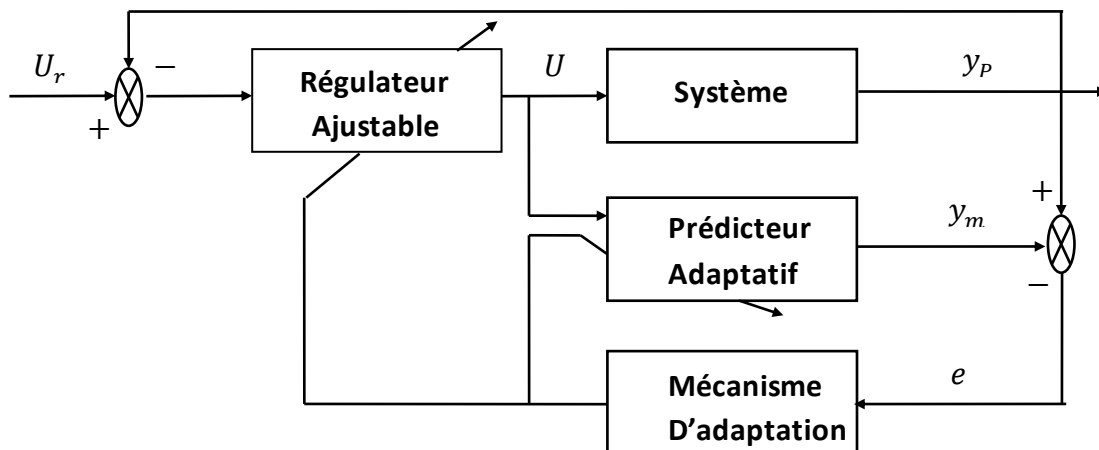 U_r
−
+
Régulateur
Ajustable
U
Système
y_P
+
Prédicteur
Adaptatif
y_m
−
Mécanisme
D’adaptation
e